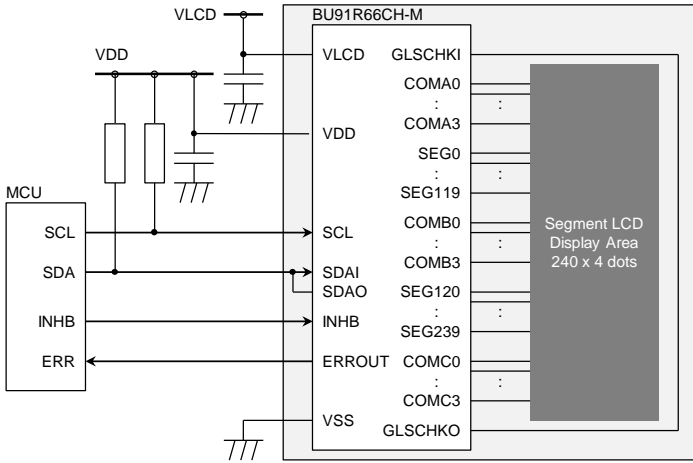 VLCD
BU91R66CH-M
VDD
VLCD
GLSCHKI
COMA0
:
:
COMA3
VDD
SEG0
:
:
SEG119
MCU
SCL
SCL
COMB0
:
:
SDA
SDAI
COMB3
SDAO
SEG120
INHB
INHB
:
:
SEG239
ERR
ERROUT
COMC0
:
:
COMC3
VSS
GLSCHKO
Segment LCD
Display Area
240 x 4 dots